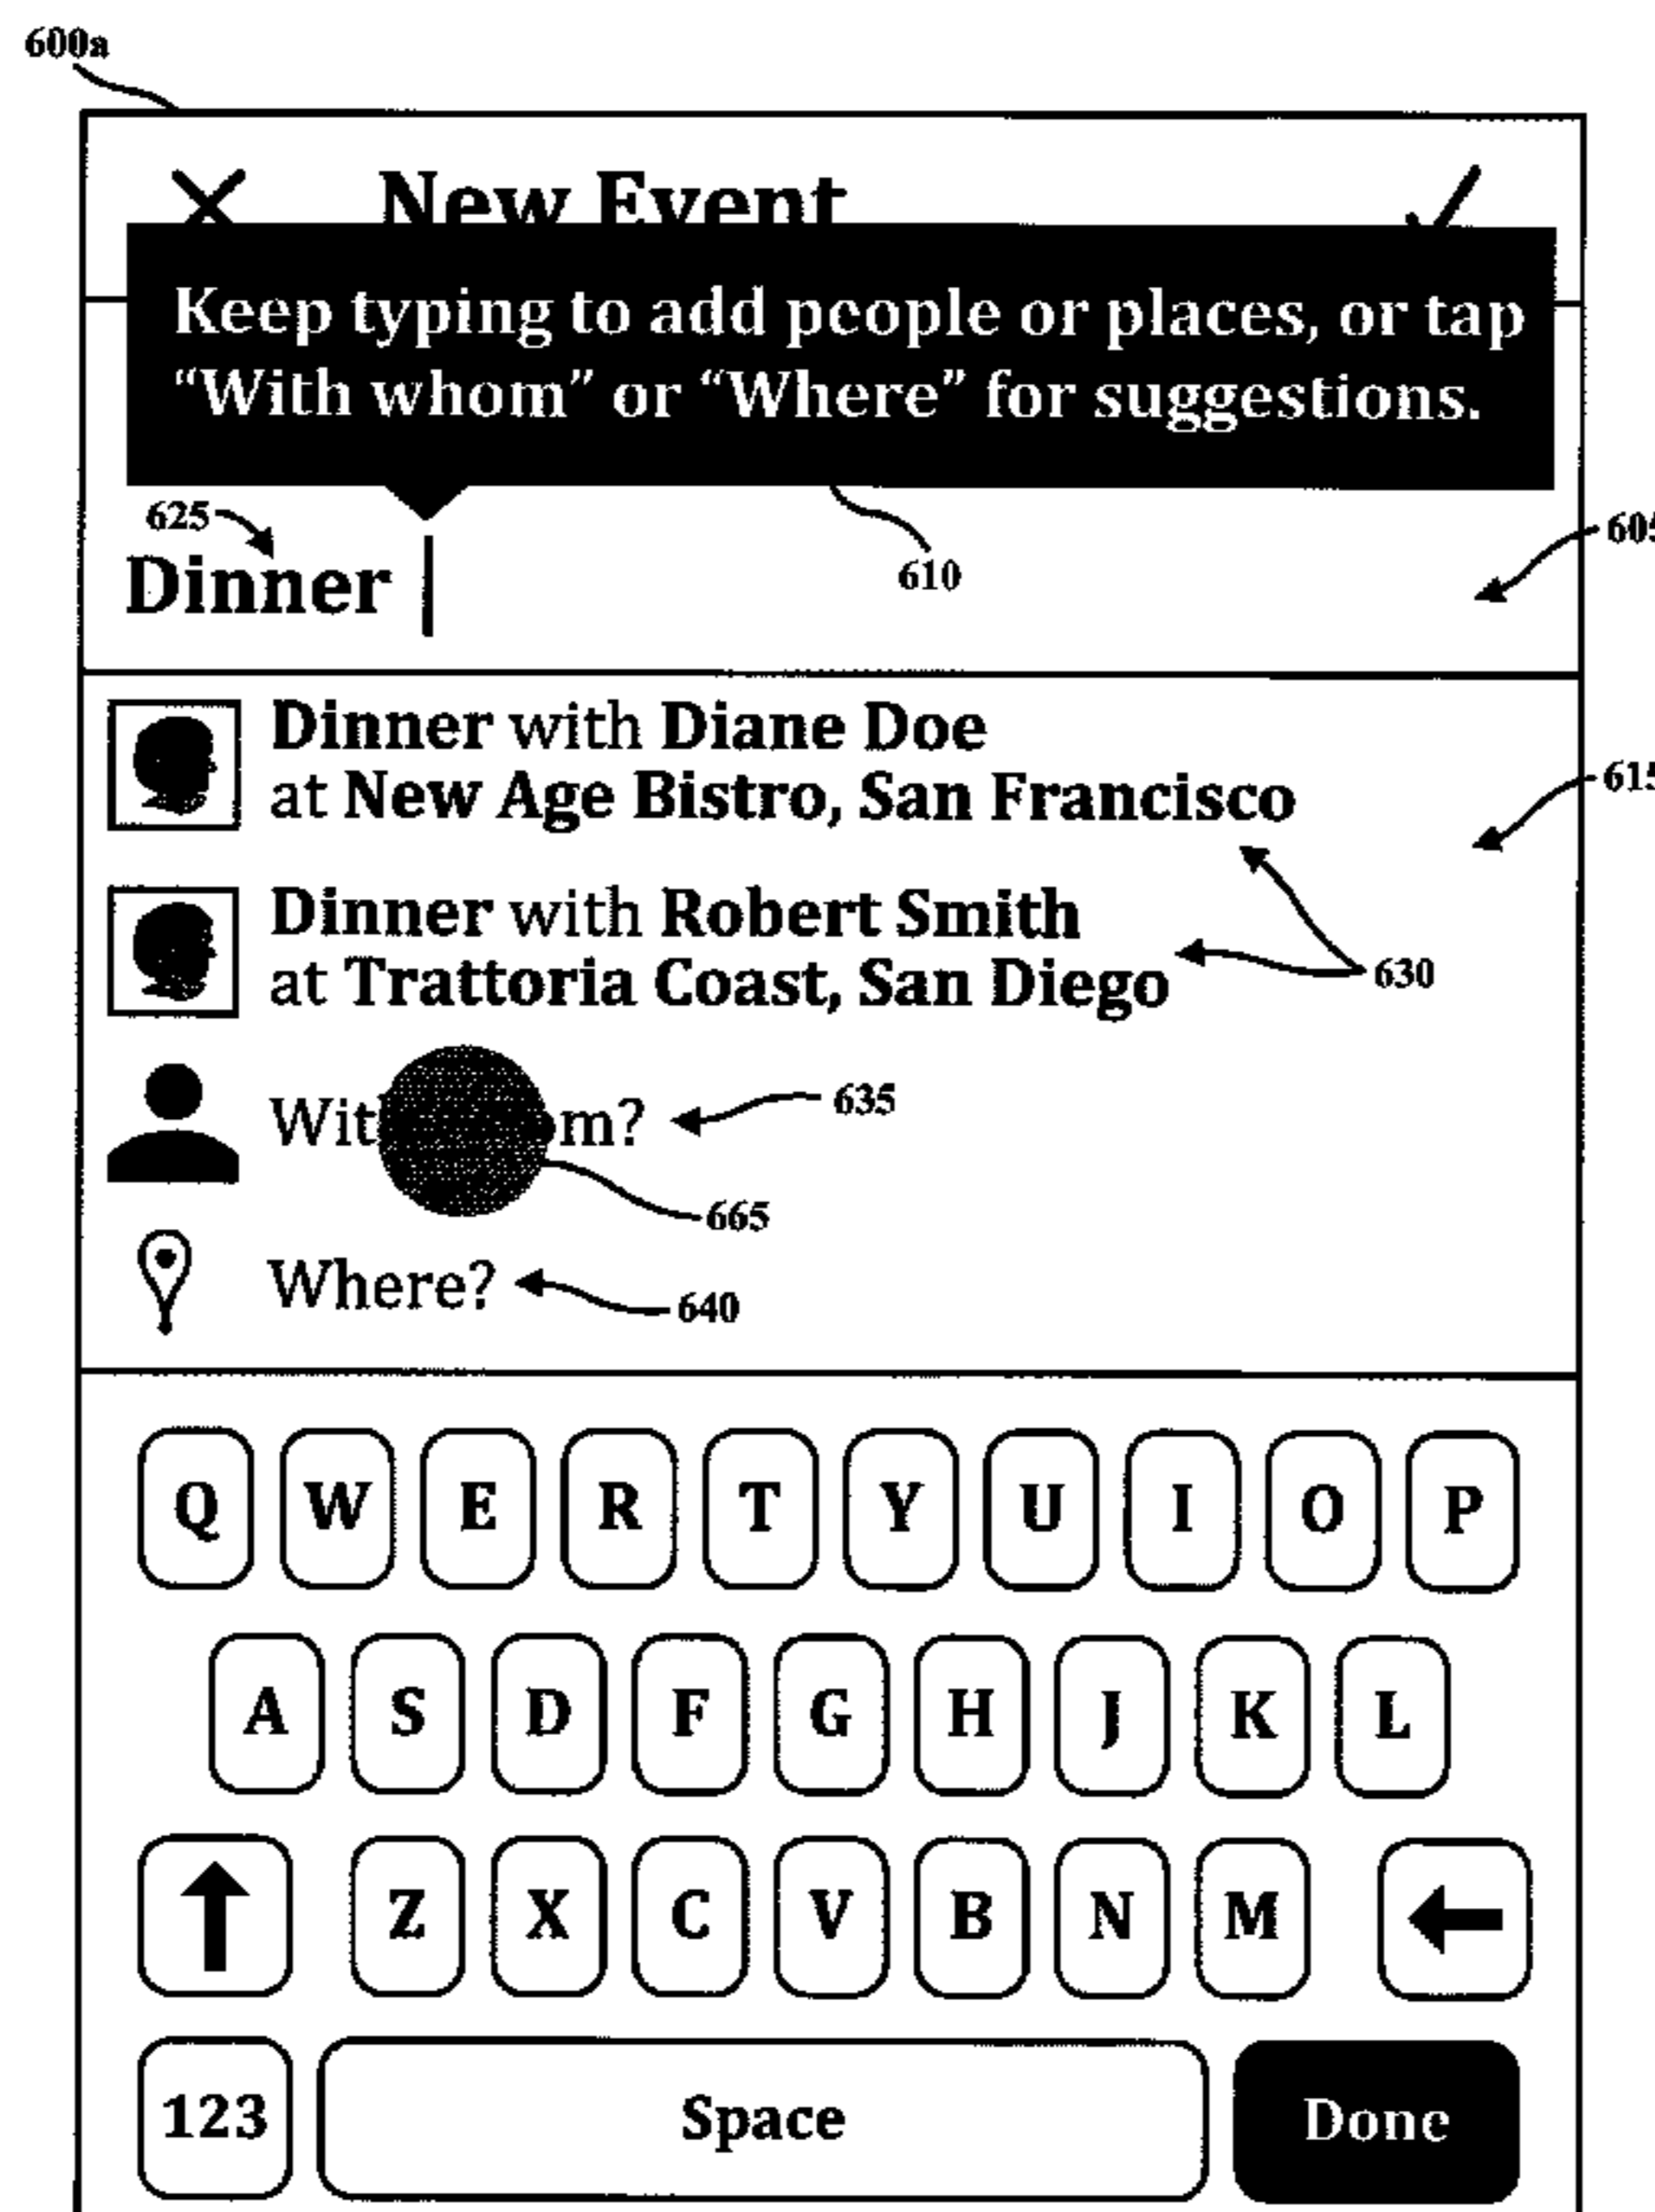 600a
New Event
Keep typing to add people or places, or tap
“With whom” or “Where” for suggestions.
625
605
Dinner
610
Dinner with Diane Doe
at New Age Bistro, San Francisco
615
Dinner with Robert Smith
at Trattoria Coast, San Diego
630
Wit m?
635
665
Where?
640
Q W E R T Y U I O P
A S D F G H J K L
Z X C V B N M
123 Space Done